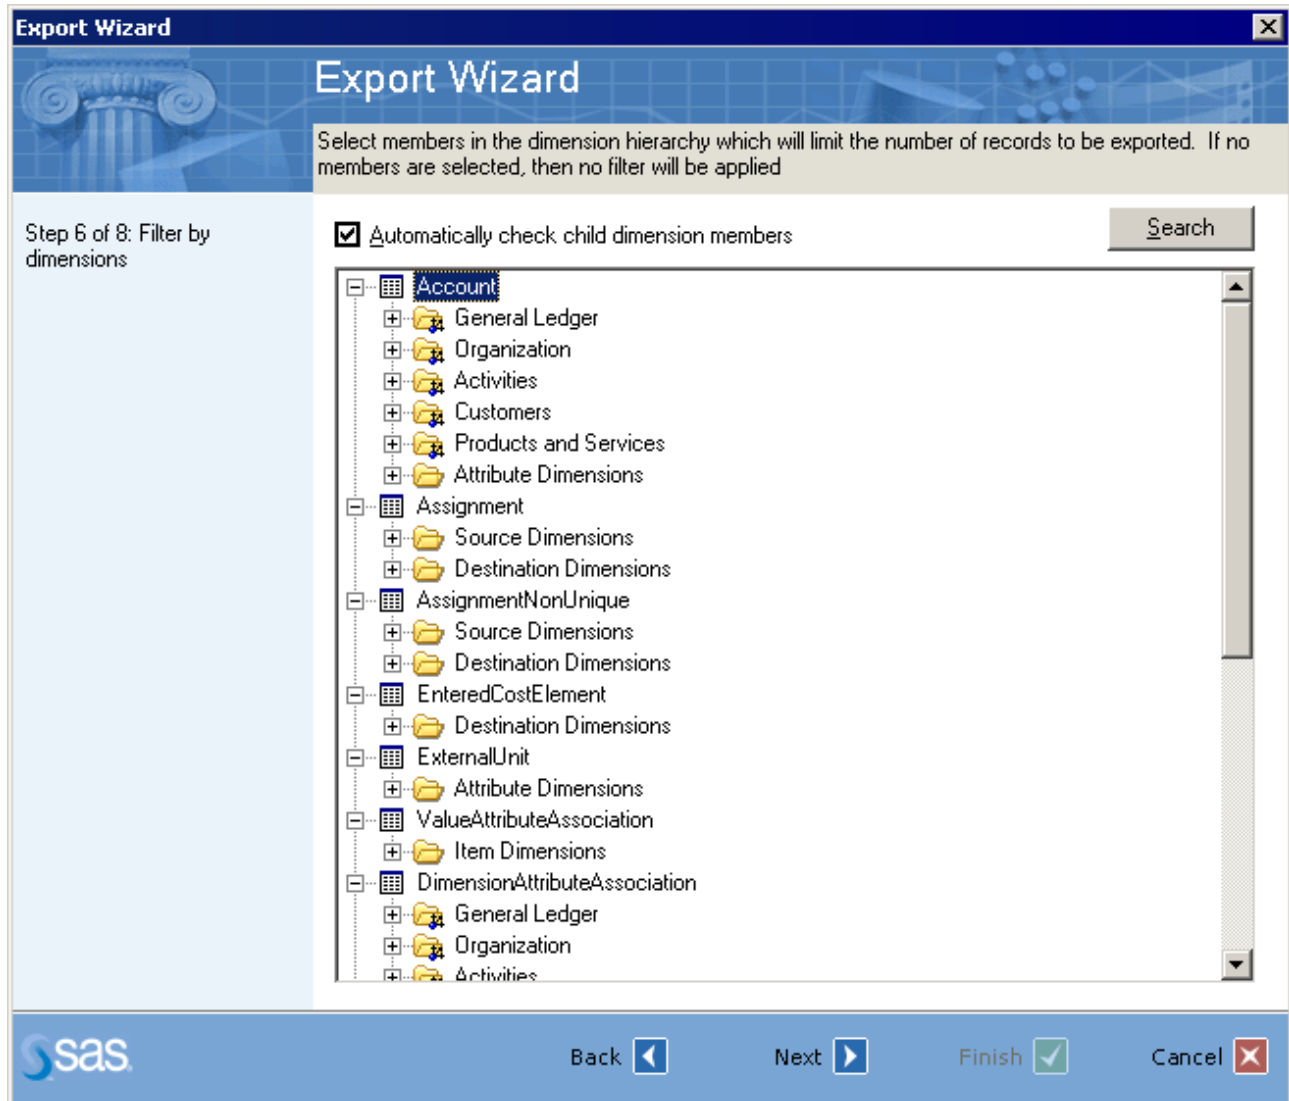 Export Wizard
Export Wizard
Select members in the dimension hierarchy which will limit the number of records to be exported. If no
members are selected, then no filter will be applied
Step 6 of 8: Filter by
dimensions
Automatically check child dimension members
Search
Account
General Ledger
Organization
Activities
Customers
Products and Services
Attribute Dimensions
Assignment
Source Dimensions
Destination Dimensions
AssignmentNonUnique
Source Dimensions
Destination Dimensions
EnteredCostElement
Destination Dimensions
ExternalUnit
Attribute Dimensions
ValueAttributeAssociation
Item Dimensions
DimensionAttributeAssociation
General Ledger
Organization
Activities
sas.
Back
Next
Finish
Cancel